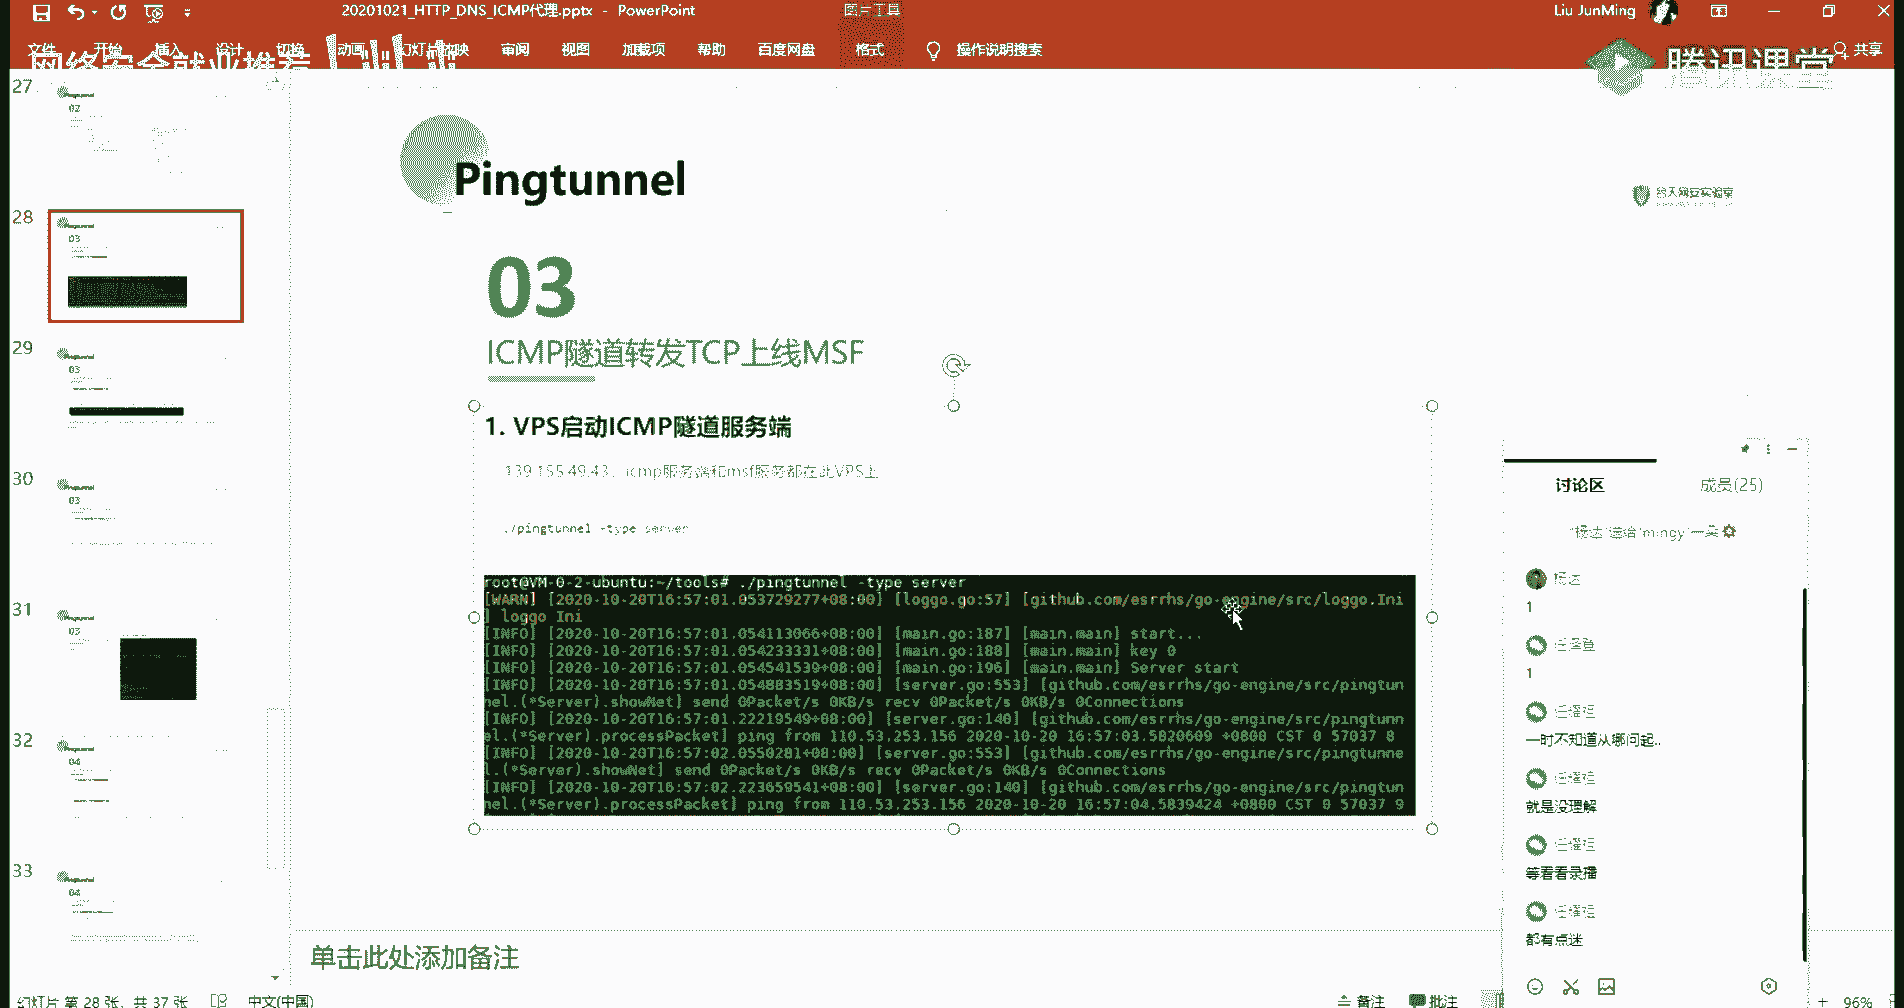 20201021_HTTP_DNS_ICMP代理.pptx - PowerPoint
图片工具
Liu JunMing
文件 开始 插入 设计 切换 动画 幻灯片放映 审阅 视图 加载项 帮助 百度网盘 格式 操作说明搜索 共享
网络安全就业推荐
腾讯课堂
27
28
29
30
31
32
33
Pingtunnel
03
ICMP隧道转发TCP上线MSF
1. VPS启动ICMP隧道服务端
139.155.49.43，icmp服务端和msf服务都在此VPS上
./pingtunnel -type server
root@VM-0-2-ubuntu:~/tools# ./pingtunnel -type server
[WARN] [2020-10-20T16:57:01.053729277+08:00] [loggo.go:57] [github.com/esrrhs/go-engine/src/loggo.Ini
] loggo Ini
[INFO] [2020-10-20T16:57:01.054113066+08:00] [main.go:187] [main.main] start...
[INFO] [2020-10-20T16:57:01.054233331+08:00] [main.go:188] [main.main] key 0
[INFO] [2020-10-20T16:57:01.054541539+08:00] [main.go:196] [main.main] Server start
[INFO] [2020-10-20T16:57:01.054883519+08:00] [server.go:553] [github.com/esrrhs/go-engine/src/pingtun
nel.(*Server).showNet] send 0Packet/s 0KB/s recv 0Packet/s 0KB/s 0Connections
[INFO] [2020-10-20T16:57:01.22219549+08:00] [server.go:140] [github.com/esrrhs/go-engine/src/pingtunn
el.(*Server).processPacket] ping from 110.53.253.156 2020-10-20 16:57:03.5820609 +0800 CST 0 57037 8
[INFO] [2020-10-20T16:57:02.0550281+08:00] [server.go:553] [github.com/esrrhs/go-engine/src/pingtunne
l.(*Server).showNet] send 0Packet/s 0KB/s recv 0Packet/s 0KB/s 0Connections
[INFO] [2020-10-20T16:57:02.223659541+08:00] [server.go:140] [github.com/esrrhs/go-engine/src/pingtun
nel.(*Server).processPacket] ping from 110.53.253.156 2020-10-20 16:57:04.5839424 +0800 CST 0 57037 9
讨论区 成员(25)
1
1
一时不知道从哪问起..
就是没理解
等看看录播
都有点迷
单击此处添加备注
幻灯片 第 28 张，共 37 张 中文(中国) 备注 批注 96%